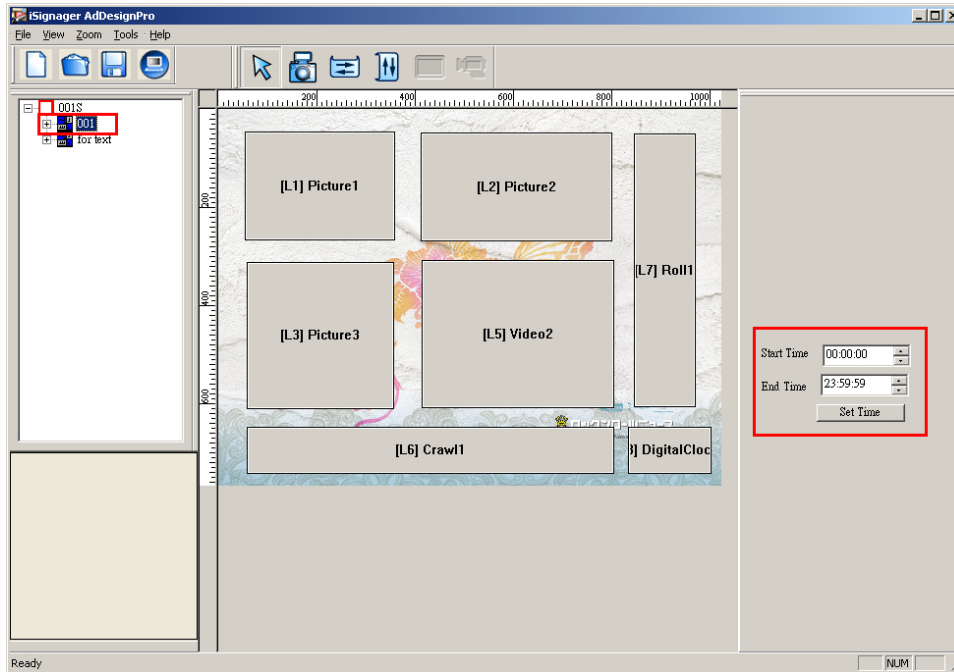 iSignager AdDesignPro
File View Zoom Tools Help
001S
001
for text
200 400 600 800 1000
200
400
600
[L1] Picture1
[L2] Picture2
[L7] Roll1
[L3] Picture3
[L5] Video2
[L6] Crawl1
] DigitalCloc
Start Time 00:00:00
End Time 23:59:59
Set Time
Ready
NUM